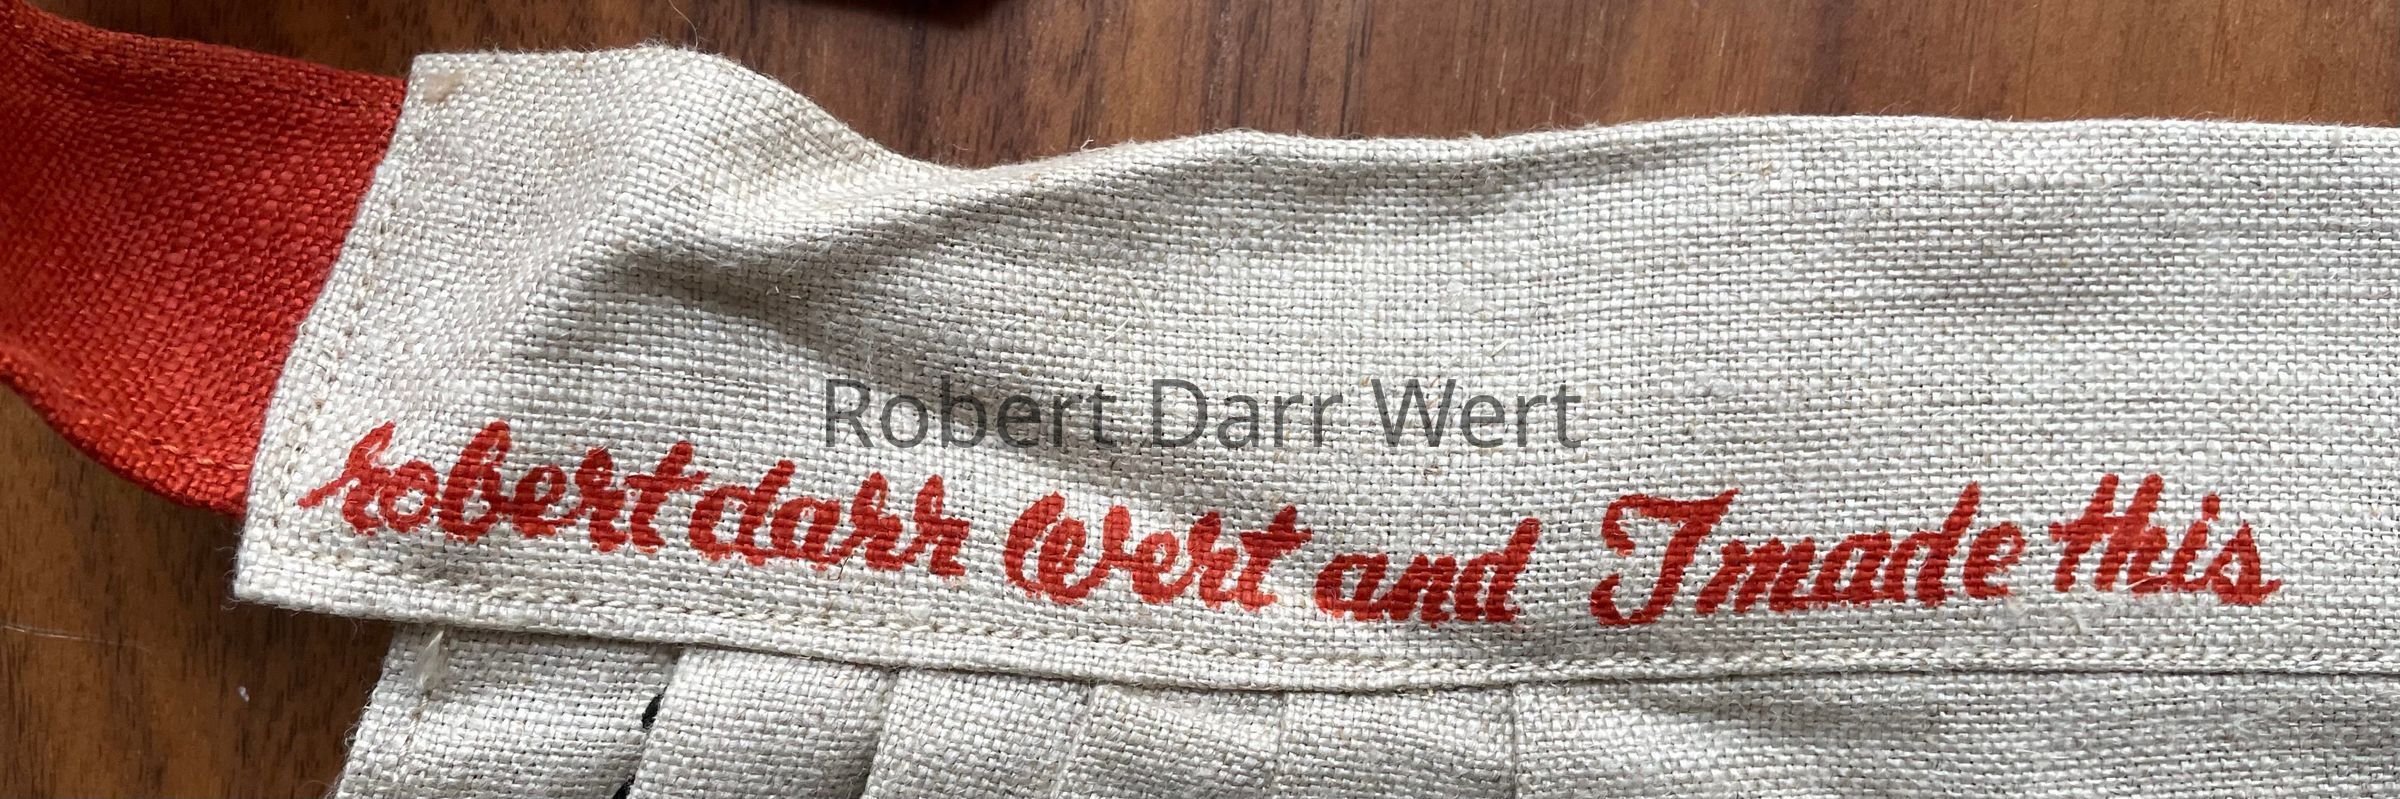 Robert Darr Wert
robert darr Wert and I made this